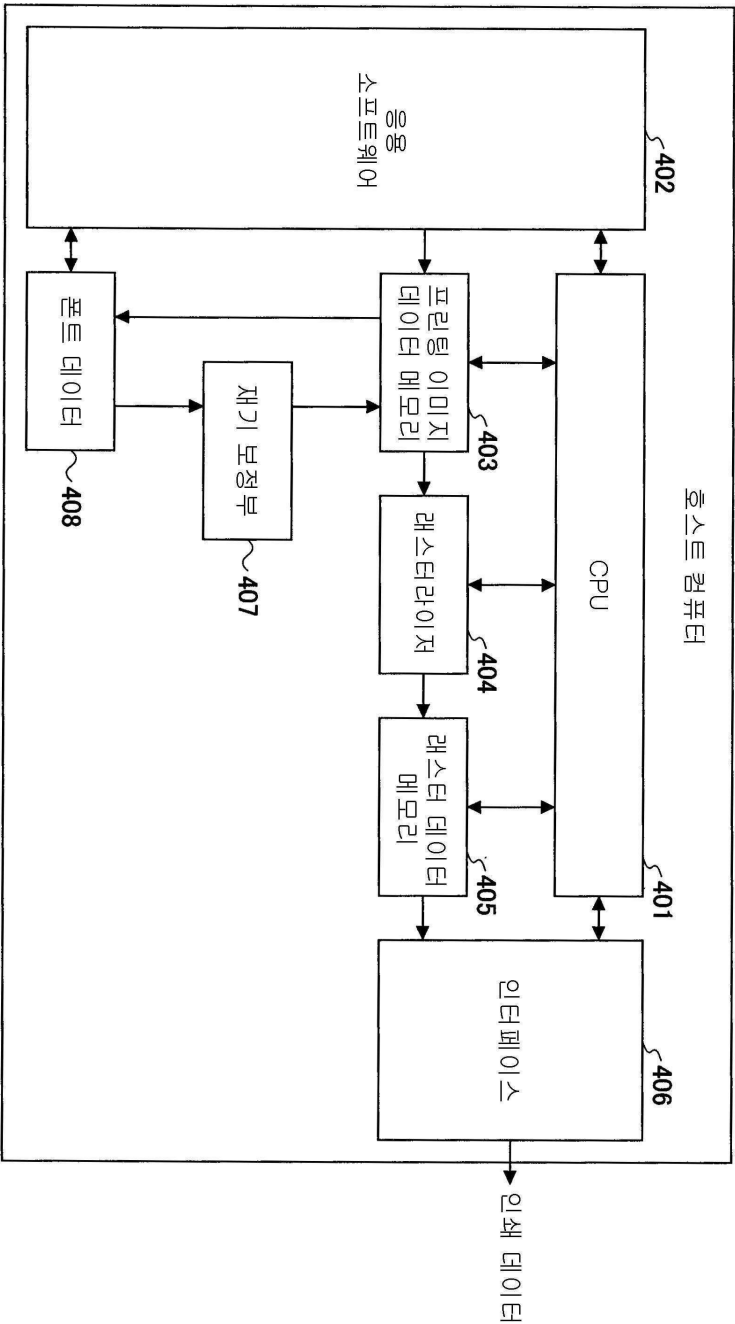 호스트 컴퓨터
CPU
401
응용
소프트웨어
402
프린팅 이미지
데이터 메모리
403
래스터라이저
404
래스터 데이터
메모리
405
인터페이스
406
인쇄 데이터
재기 보정부
407
폰트 데이터
408